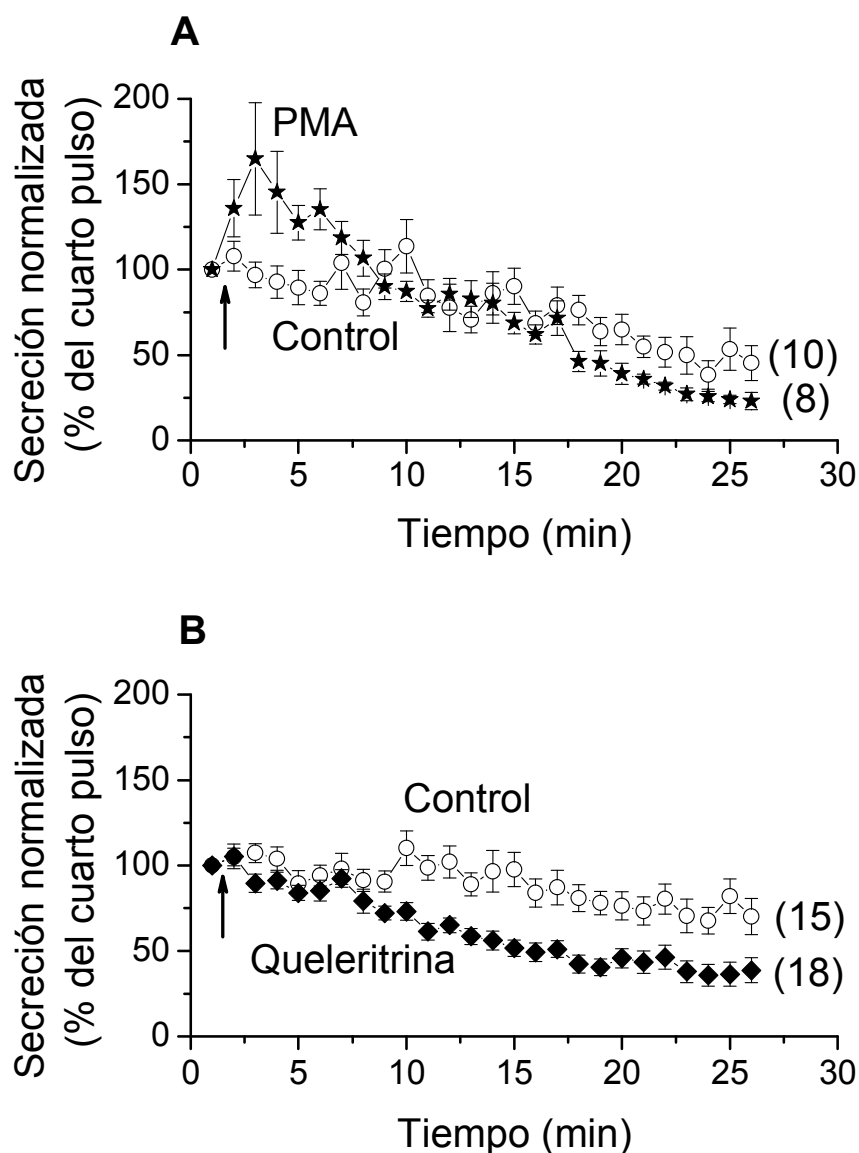 A
Secreción normalizada
(% del cuarto pulso)
200
150
100
50
0
PMA
Control
(10)
(8)
0 5 10 15 20 25 30
Tiempo (min)
B
Secreción normalizada
(% del cuarto pulso)
200
150
100
50
0
Control
Queleritrina
(15)
(18)
0 5 10 15 20 25 30
Tiempo (min)